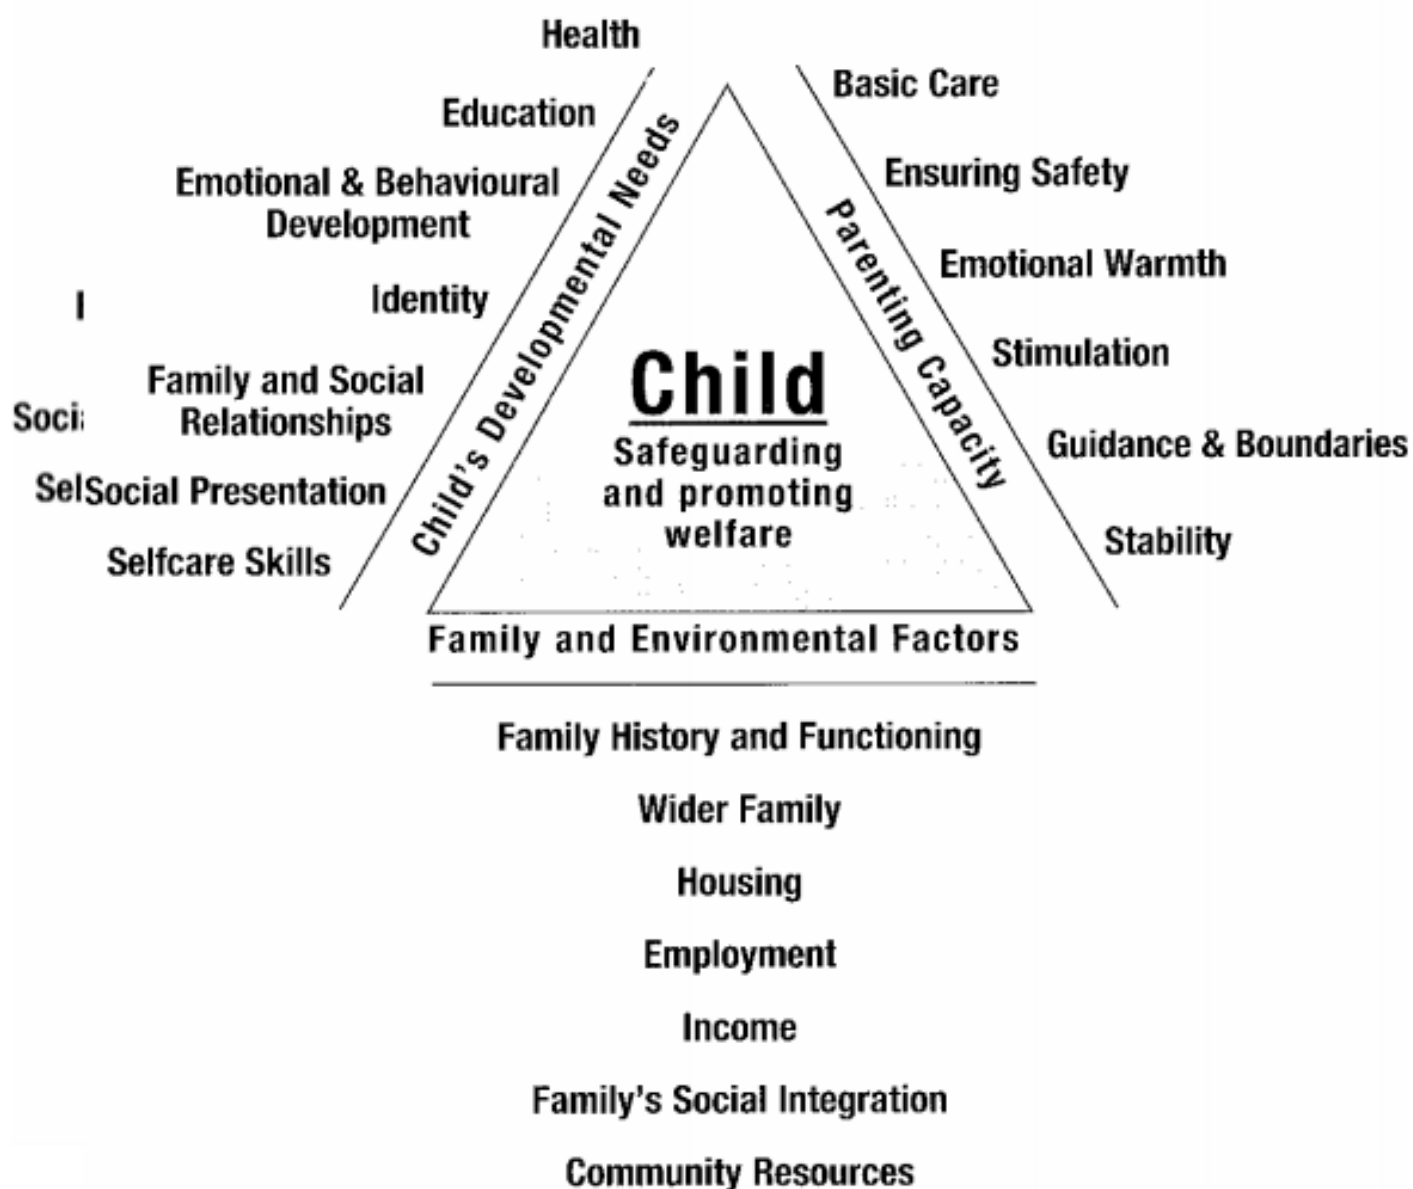 Health
Education
Emotional & Behavioural
Development
Identity
Family and Social
Relationships
Social Presentation
Selfcare Skills
Child's Developmental Needs
Basic Care
Ensuring Safety
Emotional Warmth
Stimulation
Guidance & Boundaries
Stability
Parenting Capacity
Child
Safeguarding
and promoting
welfare
Family and Environmental Factors
Family History and Functioning
Wider Family
Housing
Employment
Income
Family's Social Integration
Community Resources